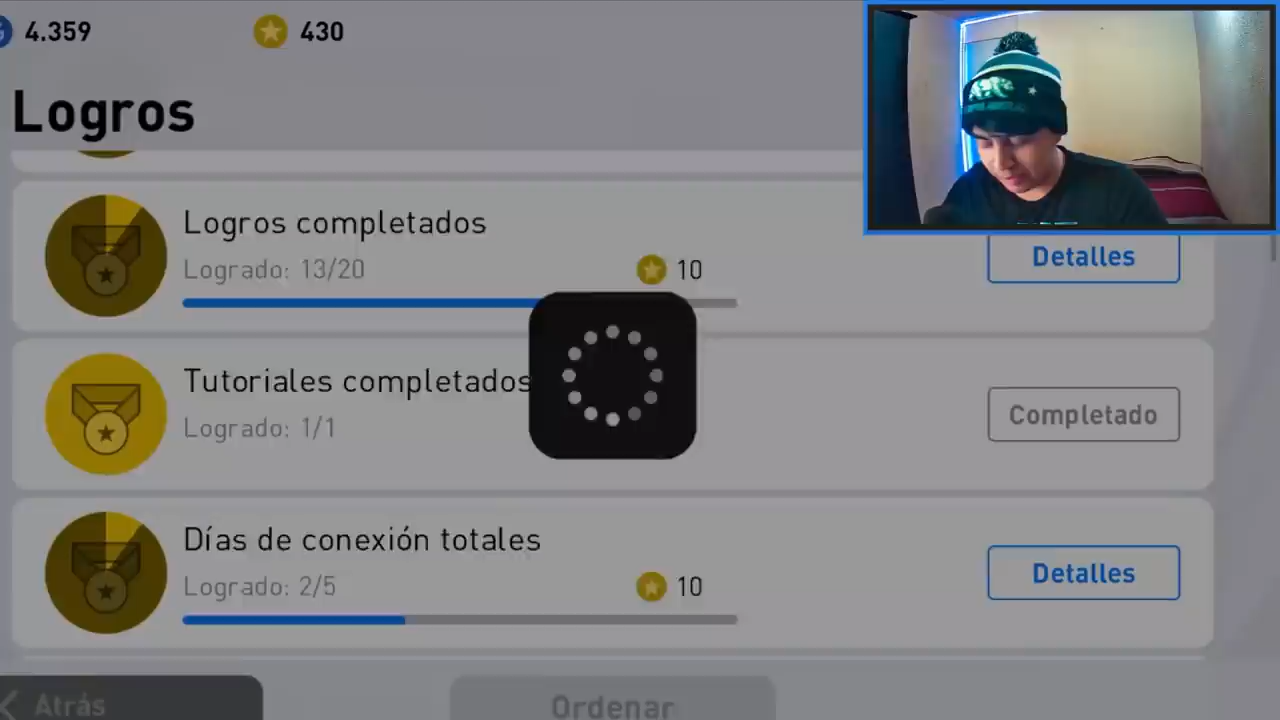 4.359
430
Logros
Logros completados
Logrado: 13/20
10
Detalles
Tutoriales completados
Logrado: 1/1
Completado
Días de conexión totales
Logrado: 2/5
10
Detalles
Atrás
Ordenar